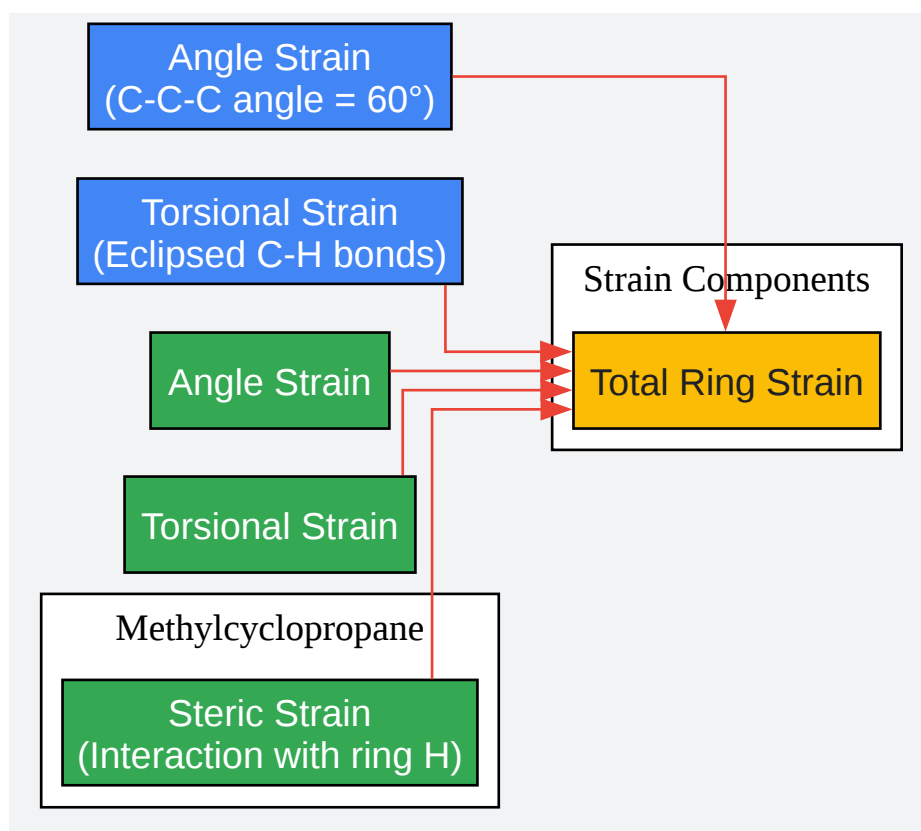 Angle Strain
(C-C-C angle = 60°)
Torsional Strain
(Eclipsed C-H bonds)
Strain Components
Angle Strain
Total Ring Strain
Torsional Strain
Methylcyclopropane
Steric Strain
(Interaction with ring H)